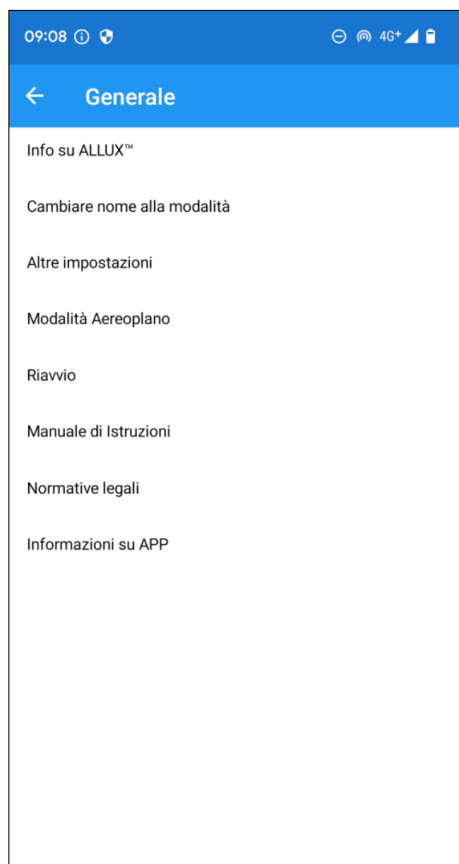 09:08 4G+
Generale
Info su ALLUX™
Cambiare nome alla modalità
Altre impostazioni
Modalità Aereoplano
Riavvio
Manuale di Istruzioni
Normative legali
Informazioni su APP